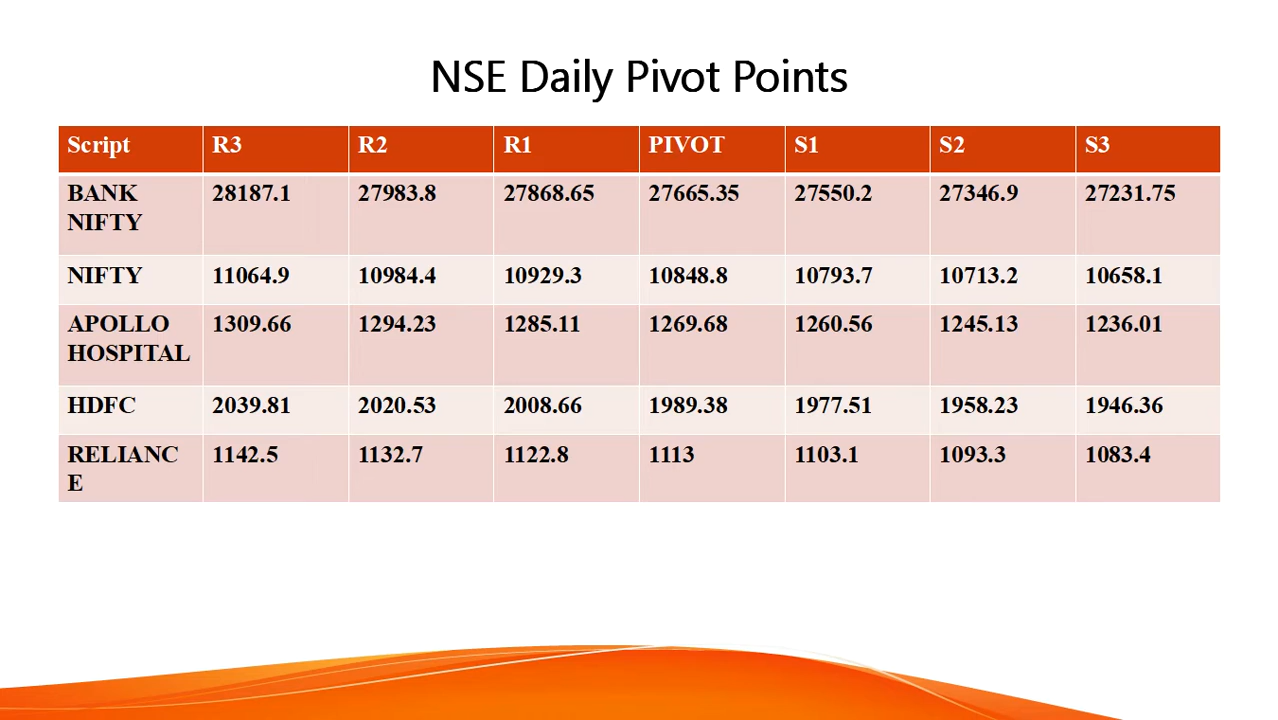 NSE Daily Pivot Points
Script R3 R2 R1 PIVOT S1 S2 S3
BANK 28187.1 27983.8 27868.65 27665.35 27550.2 27346.9 27231.75
NIFTY
NIFTY 11064.9 10984.4 10929.3 10848.8 10793.7 10713.2 10658.1
APOLLO 1309.66 1294.23 1285.11 1269.68 1260.56 1245.13 1236.01
HOSPITAL
HDFC 2039.81 2020.53 2008.66 1989.38 1977.51 1958.23 1946.36
RELIANC 1142.5 1132.7 1122.8 1113 1103.1 1093.3 1083.4
E